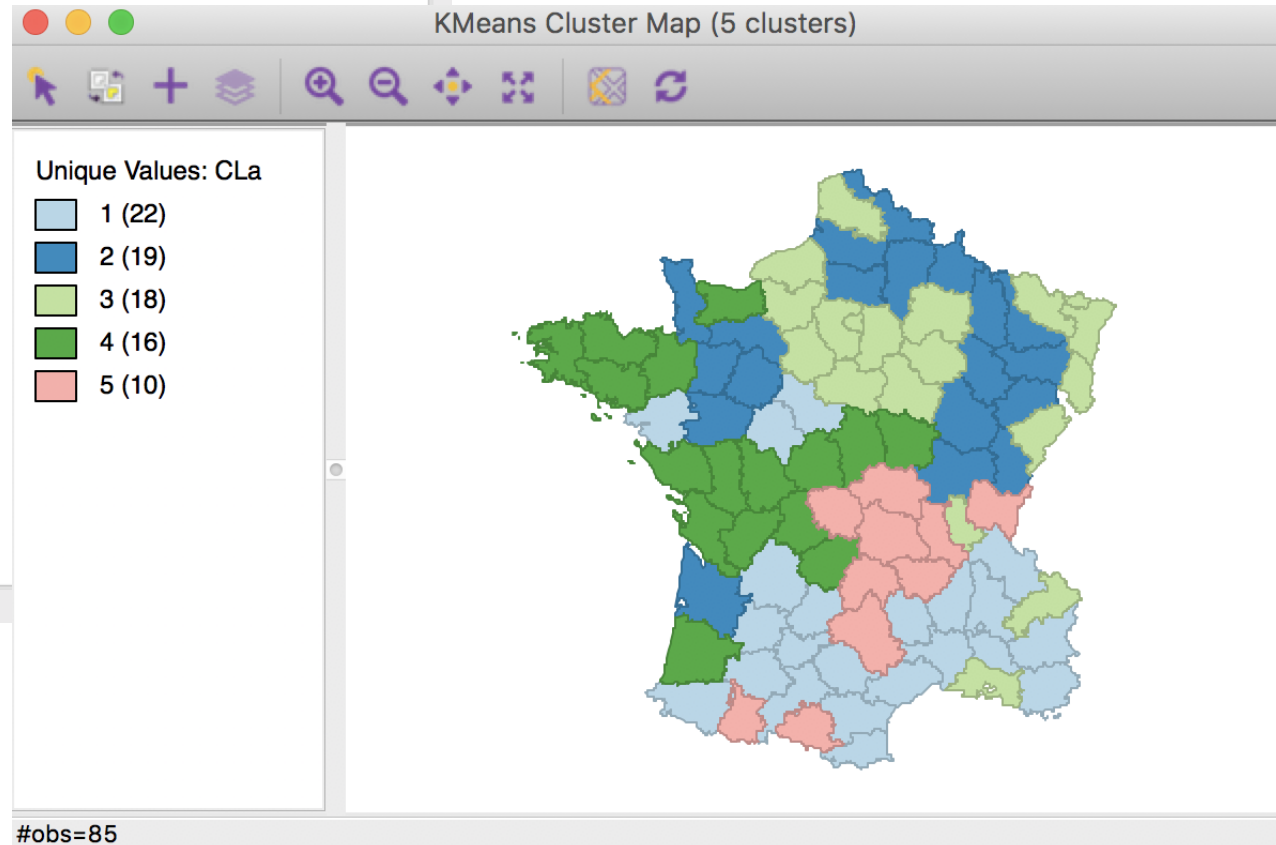 KMeans Cluster Map (5 clusters)
Unique Values: CLa
1 (22)
2 (19)
3 (18)
4 (16)
5 (10)
#obs=85